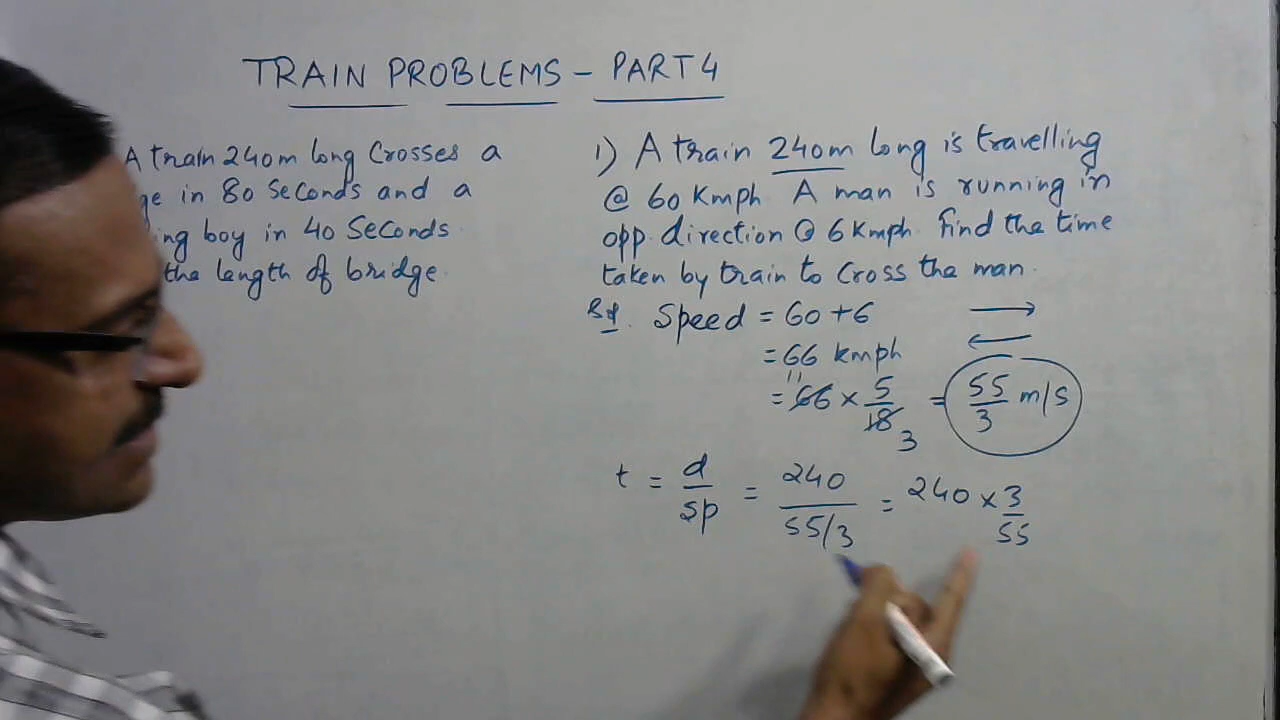 TRAIN PROBLEMS - PART 4
A train 240m long Crosses a
ge in 80 Seconds and a
ing boy in 40 Seconds.
the length of bridge.
1) A train 240m long is travelling
@ 60 Kmph. A man is running in
opp. direction @ 6 Kmph. Find the time
taken by train to Cross the man.
Speed = 60 + 6
= 66 kmph
11
= 66 × 5/18 = 55/3 m/s
3
t = d/sp = 240/(55/3) = 240 × 3/55